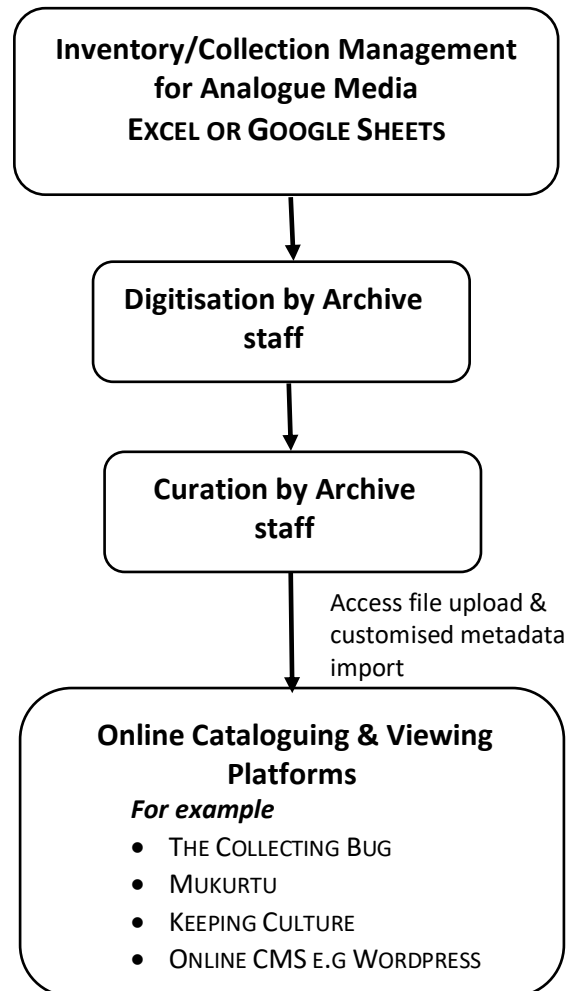 Inventory/Collection Management
for Analogue Media
EXCEL OR GOOGLE SHEETS
Digitisation by Archive
staff
Curation by Archive
staff
Access file upload &
customised metadata
import
Online Cataloguing & Viewing
Platforms
For example
• THE COLLECTING BUG
• MUKURTU
• KEEPING CULTURE
• ONLINE CMS E.G WORDPRESS